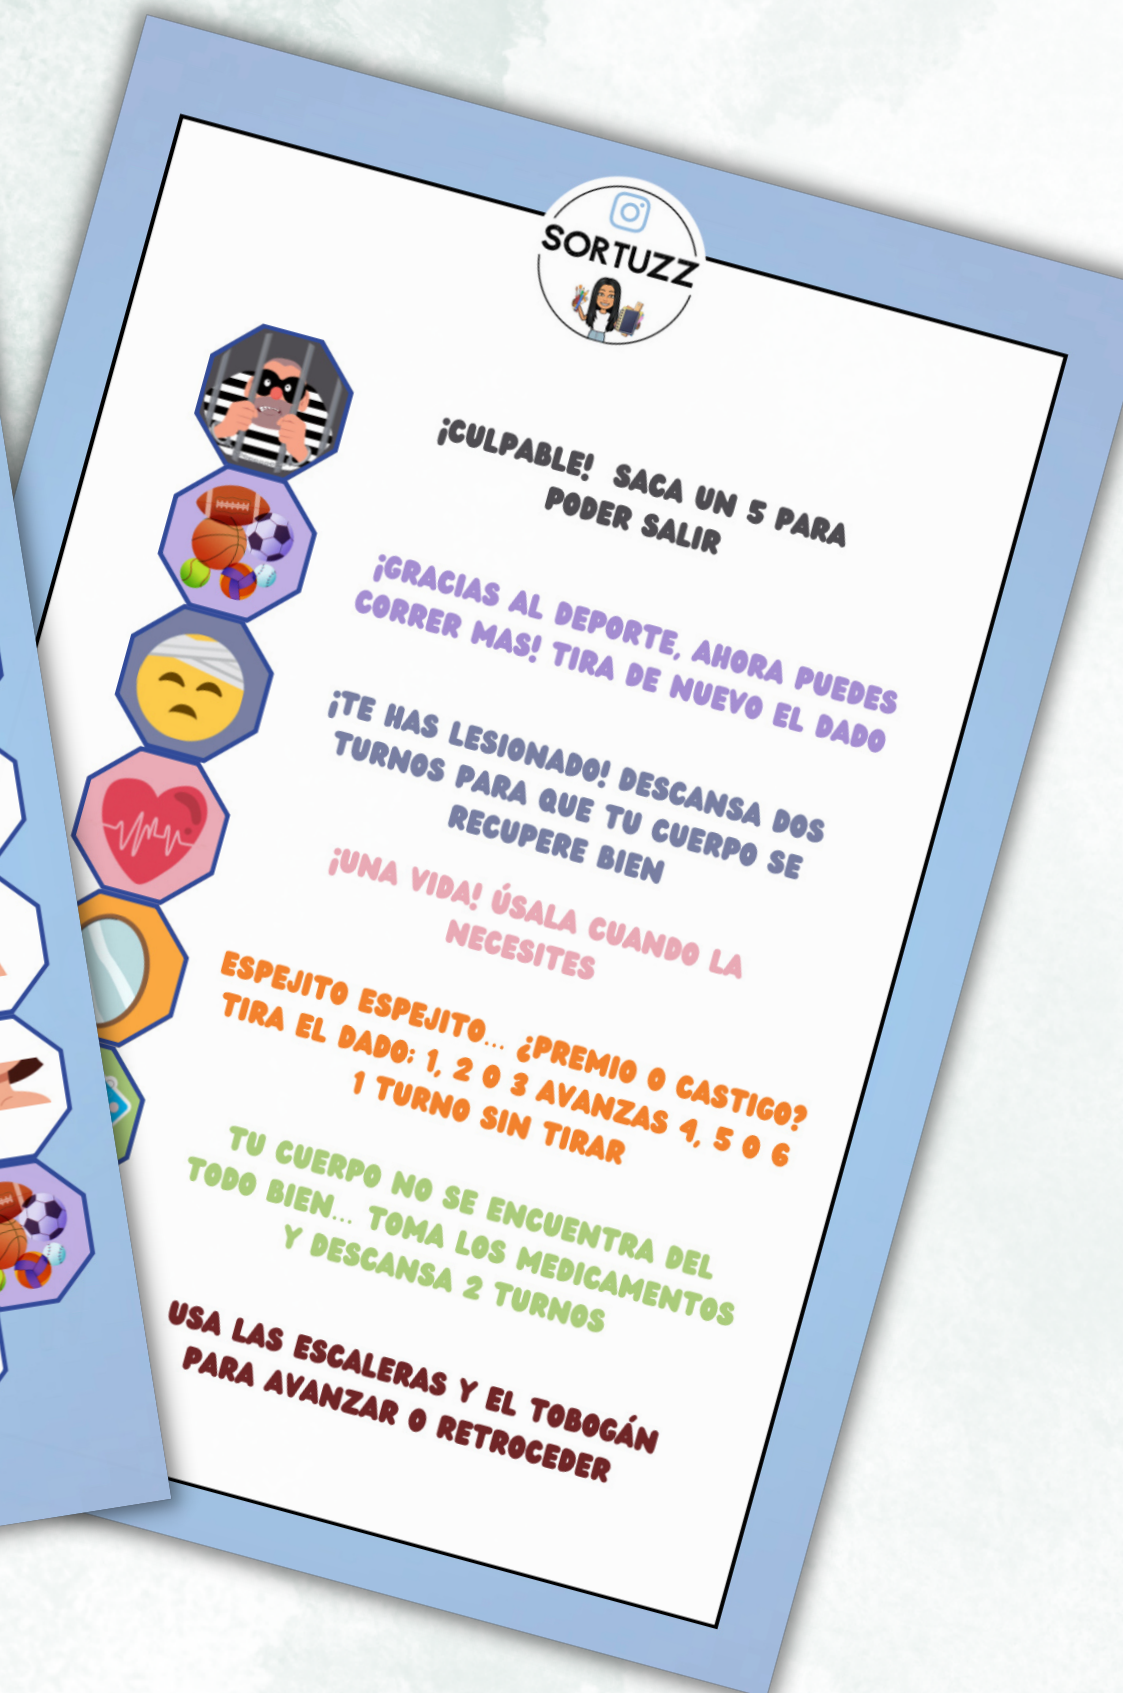 SORTUZZ
¡CULPABLE! SACA UN 5 PARA
PODER SALIR
¡GRACIAS AL DEPORTE, AHORA PUEDES
CORRER MAS! TIRA DE NUEVO EL DADO
¡TE HAS LESIONADO! DESCANSA DOS
TURNOS PARA QUE TU CUERPO SE
RECUPERE BIEN
¡UNA VIDA! ÚSALA CUANDO LA
NECESITES
ESPEJITO ESPEJITO... ¿PREMIO O CASTIGO?
TIRA EL DADO: 1, 2 O 3 AVANZAS 4, 5 O 6
1 TURNO SIN TIRAR
TU CUERPO NO SE ENCUENTRA DEL
TODO BIEN... TOMA LOS MEDICAMENTOS
Y DESCANSA 2 TURNOS
USA LAS ESCALERAS Y EL TOBOGÁN
PARA AVANZAR O RETROCEDER